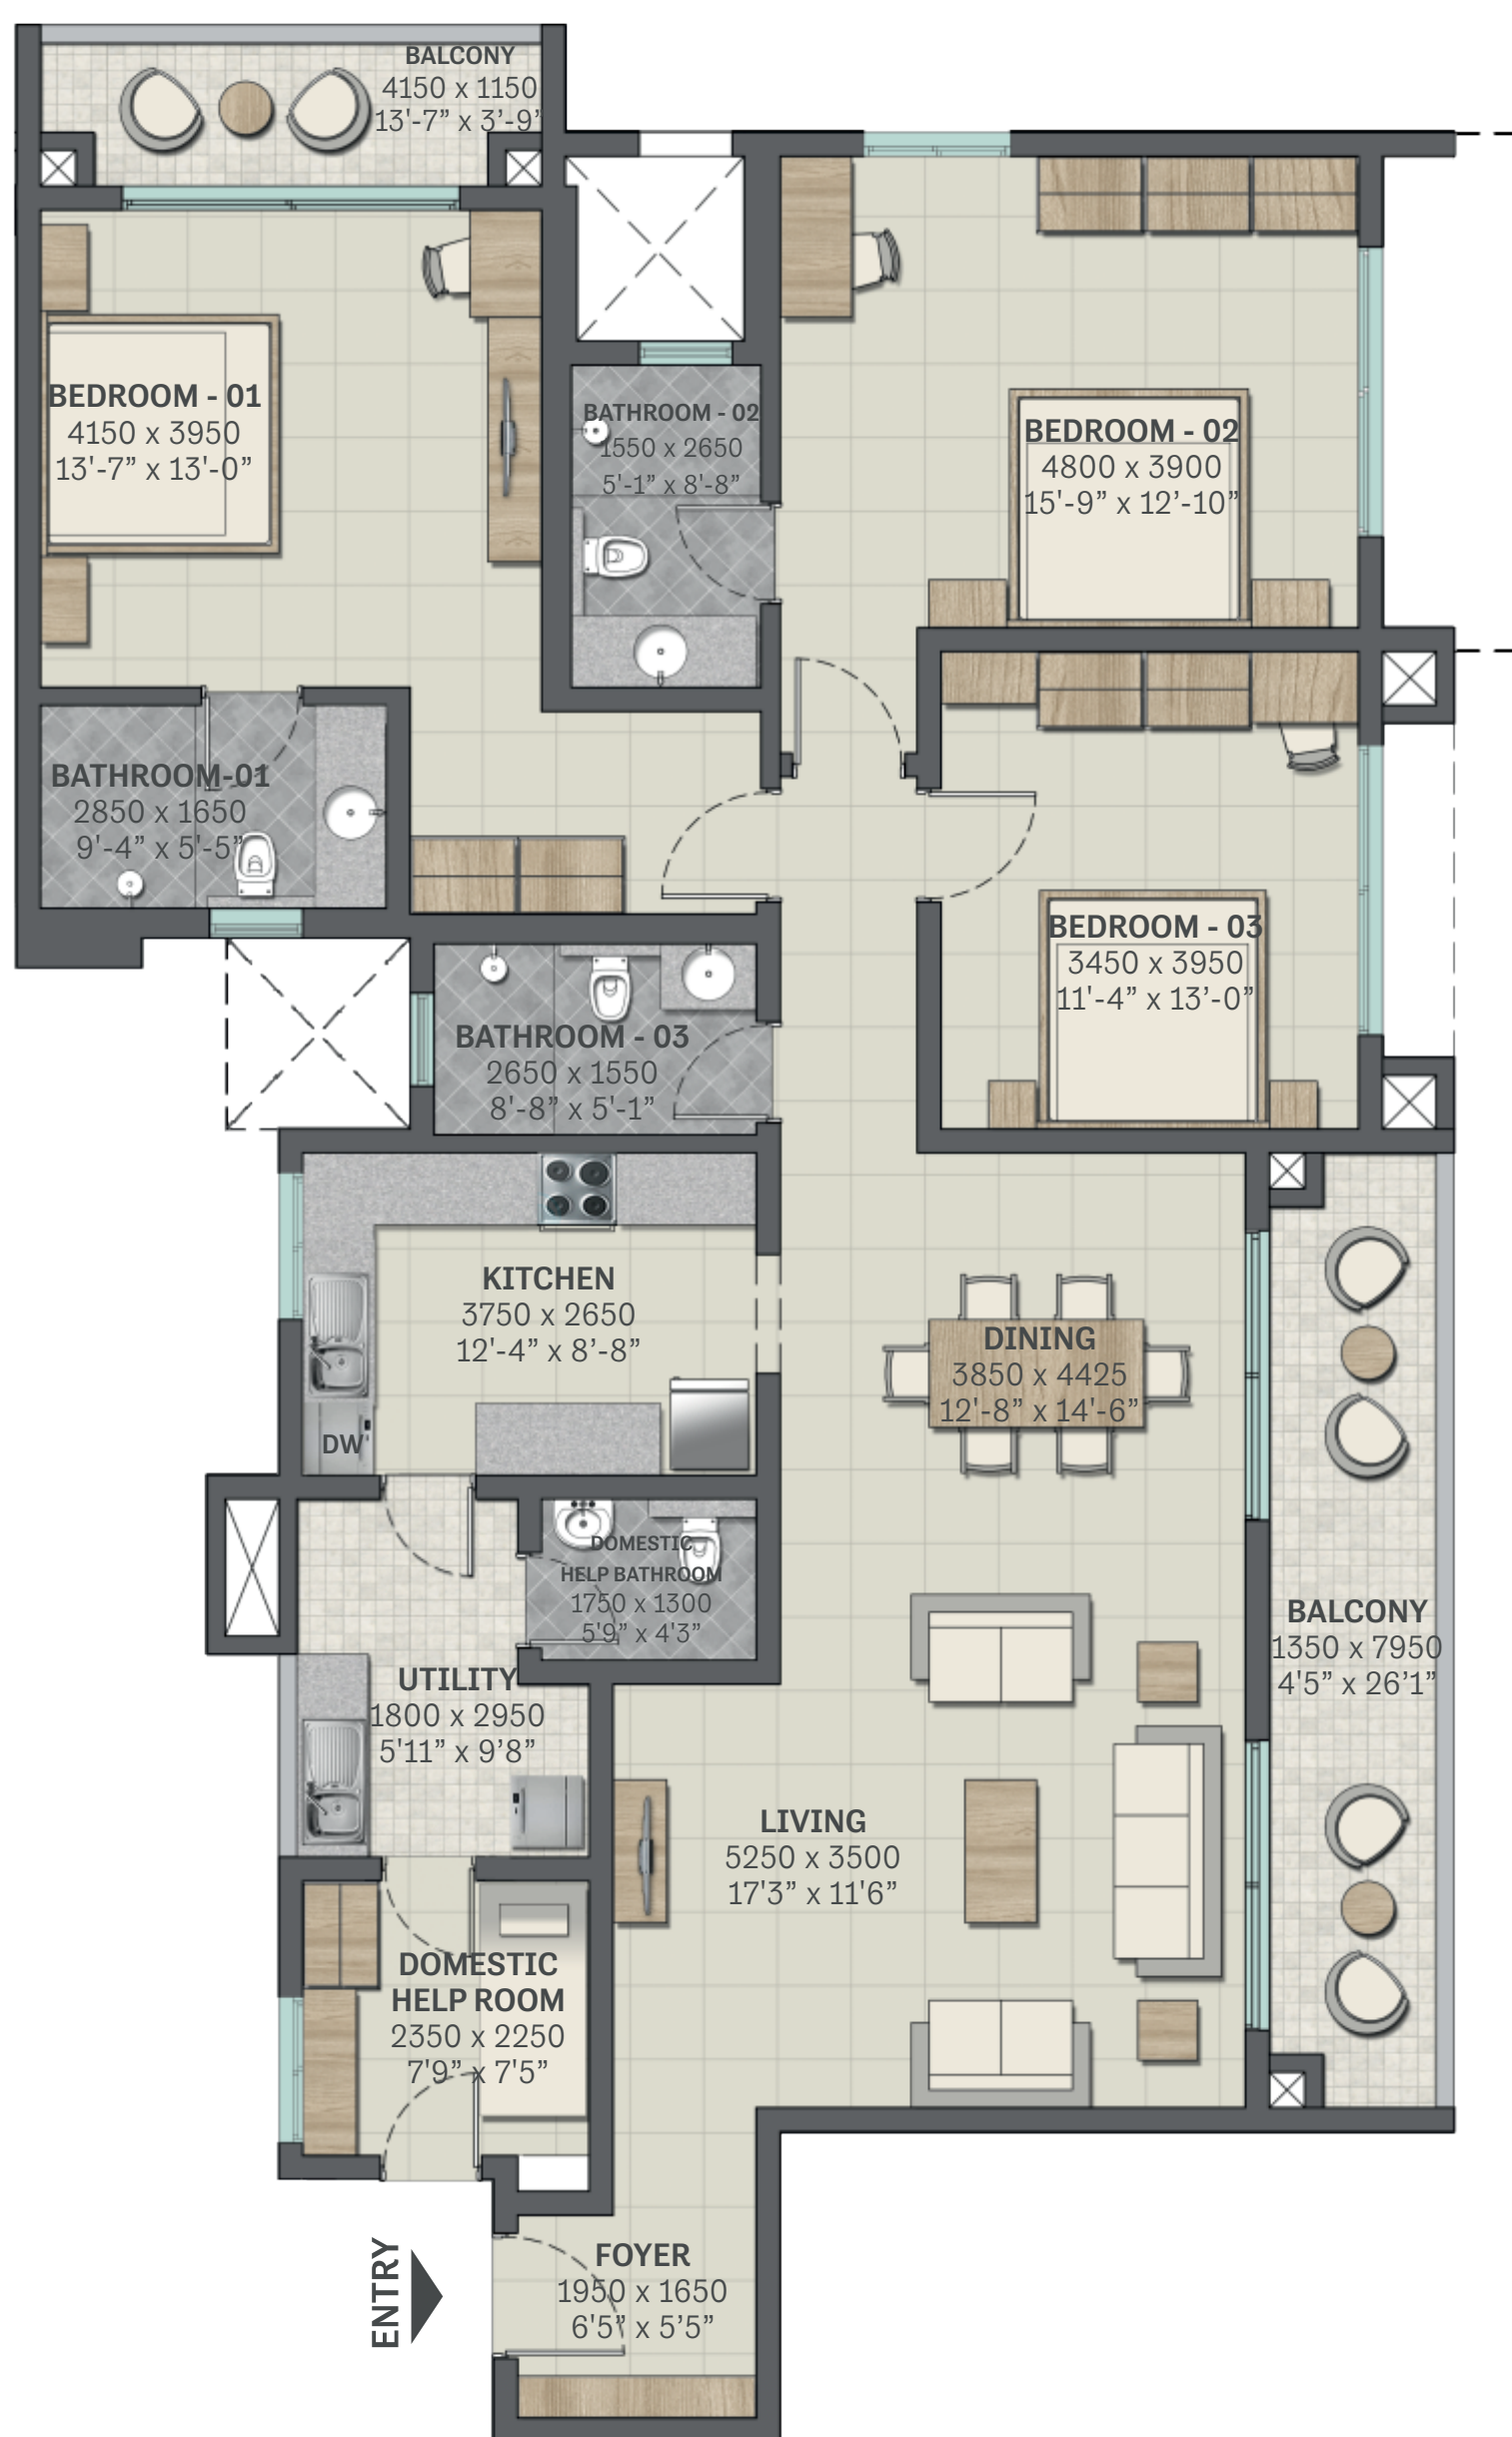 BALCONY
4150 x 1150
13'-7” x 3’-9”
BEDROOM - 01
4150 x 3950
13'-7” x 13’-0”
BATHROOM - 02
1550 x 2650
5'-1” x 8’-8”
BEDROOM - 02
4800 x 3900
15'-9” x 12’-10”
BATHROOM-01
2850 x 1650
9'-4” x 5’-5”
BEDROOM - 03
3450 x 3950
11'-4” x 13’-0”
BATHROOM - 03
2650 x 1550
8’-8” x 5'-1”
KITCHEN
3750 x 2650
12'-4” x 8’-8”
DW
DINING
3850 x 4425
12'-8” x 14’-6”
DOMESTIC
HELP BATHROOM
1750 x 1300
5'9” x 4’3”
BALCONY
1350 x 7950
4'5” x 26’1”
UTILITY
1800 x 2950
5'11” x 9’8”
LIVING
5250 x 3500
17'3” x 11’6”
DOMESTIC
HELP ROOM
2350 x 2250
7'9” x 7’5”
ENTRY
FOYER
1950 x 1650
6'5” x 5’5”